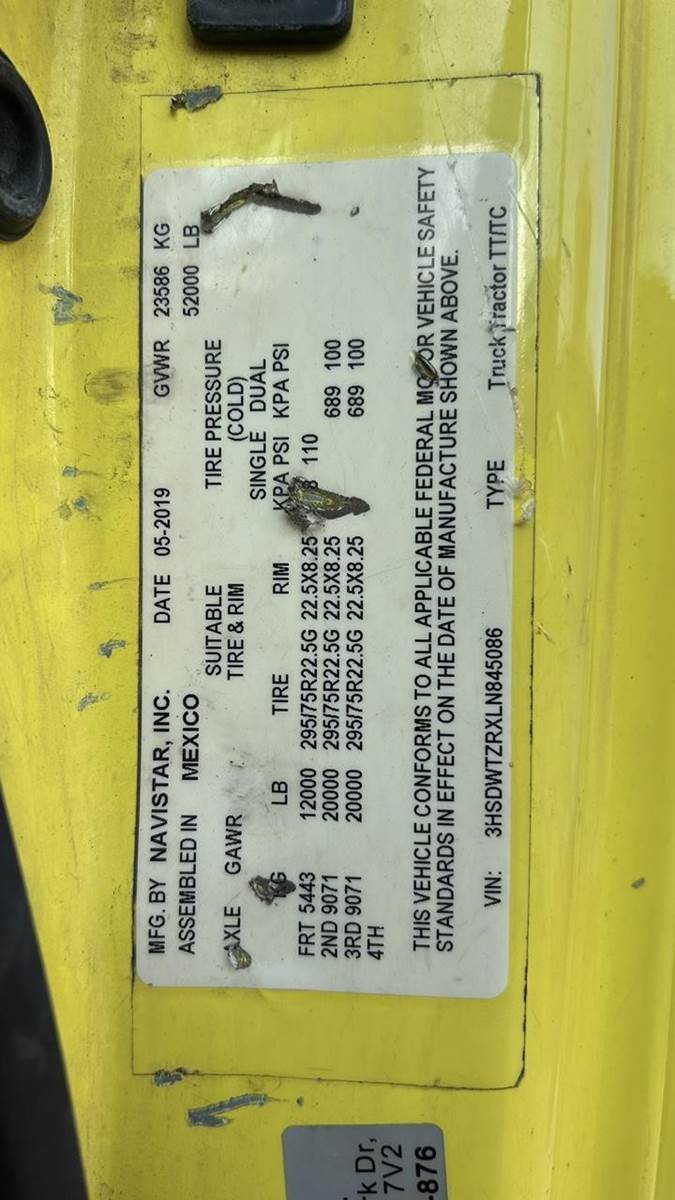 MFG. BY NAVISTAR, INC. DATE 05-2019 GVWR 23586 KG
ASSEMBLED IN MEXICO 52000 LB
SUITABLE TIRE PRESSURE
AXLE GAWR TIRE & RIM (COLD)
SINGLE DUAL
LB TIRE RIM KPA PSI KPA PSI
FRT 5443 12000 295/75R22.5G 22.5X8.25 110
2ND 9071 20000 295/75R22.5G 22.5X8.25 689 100
3RD 9071 20000 295/75R22.5G 22.5X8.25 689 100
4TH
THIS VEHICLE CONFORMS TO ALL APPLICABLE FEDERAL MOTOR VEHICLE SAFETY
STANDARDS IN EFFECT ON THE DATE OF MANUFACTURE SHOWN ABOVE.
VIN: 3HSDWTZRXLN845086 TYPE Truck Tractor TT/TC
Dr,
7V2
-876